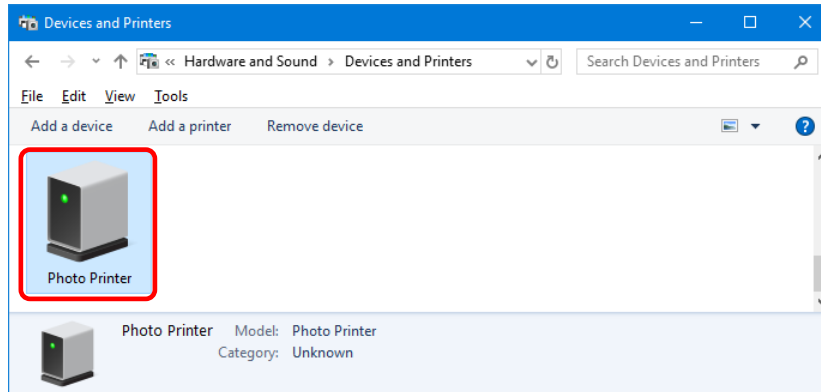 Devices and Printers
« Hardware and Sound › Devices and Printers
Search Devices and Printers
File Edit View Tools
Add a device Add a printer Remove device
?
Photo Printer
Photo Printer Model: Photo Printer
Category: Unknown